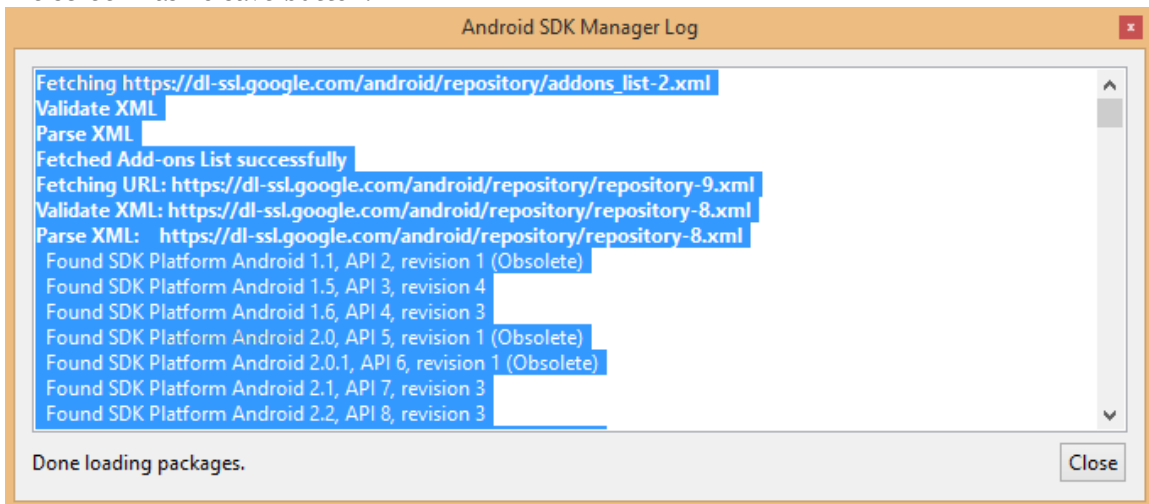 Android SDK Manager Log
x
Fetching https://dl-ssl.google.com/android/repository/addons_list-2.xml
Validate XML
Parse XML
Fetched Add-ons List successfully
Fetching URL: https://dl-ssl.google.com/android/repository/repository-9.xml
Validate XML: https://dl-ssl.google.com/android/repository/repository-8.xml
Parse XML:    https://dl-ssl.google.com/android/repository/repository-8.xml
Found SDK Platform Android 1.1, API 2, revision 1 (Obsolete)
Found SDK Platform Android 1.5, API 3, revision 4
Found SDK Platform Android 1.6, API 4, revision 3
Found SDK Platform Android 2.0, API 5, revision 1 (Obsolete)
Found SDK Platform Android 2.0.1, API 6, revision 1 (Obsolete)
Found SDK Platform Android 2.1, API 7, revision 3
Found SDK Platform Android 2.2, API 8, revision 3
Done loading packages.
Close